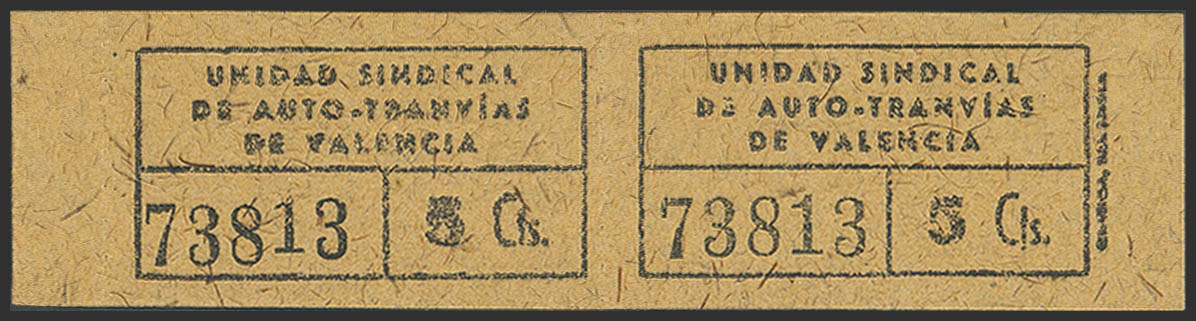 UNIDAD SINDICAL
DE AUTO-TRANVÍAS
DE VALENCIA
73813
5 Cts.
UNIDAD SINDICAL
DE AUTO-TRANVÍAS
DE VALENCIA
73813
5 Cts.